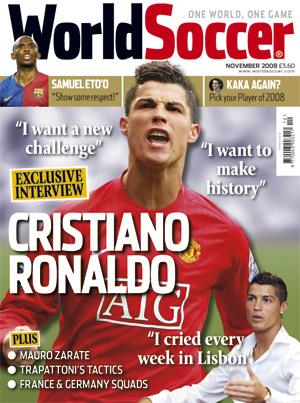 ONE WORLD, ONE GAME
WorldSoccer
NOVEMBER 2008 £3.60
www.worldsoccer.com
SAMUEL ETO'O
"Show some respect!"
KAKA AGAIN?
Pick your Player of 2008
"I want a new
challenge"
"I want to
make
history"
EXCLUSIVE
INTERVIEW
CRISTIANO
RONALDO
AIG
"I cried every
week in Lisbon"
PLUS
MAURO ZARATE
TRAPATTONI'S TACTICS
FRANCE & GERMANY SQUADS